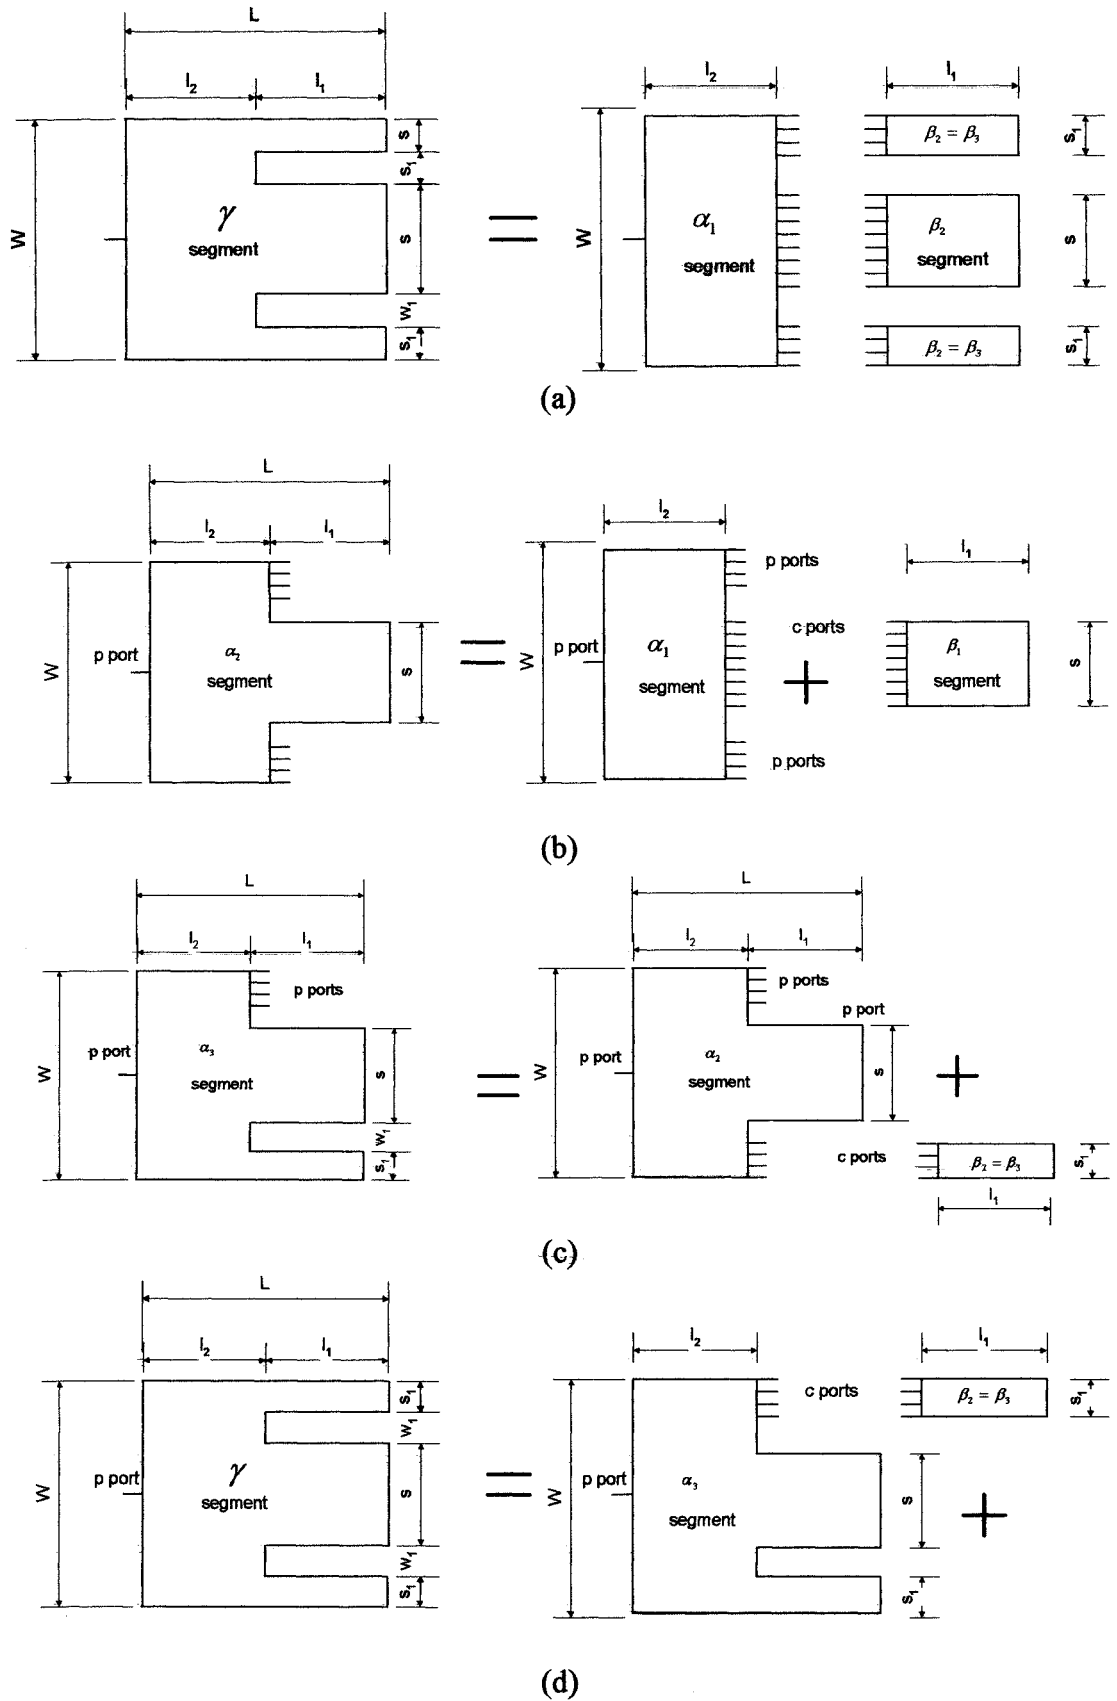 L
l₂ l₁ l₂ l₁
W γ segment s s₁ s w₁ s₁ = W α₁ segment β₂ = β₃ s₁
β₂ segment s
β₂ = β₃ s₁
(a)
L
l₂ l₁ l₂ l₁
W p port α₂ segment s = W p port α₁ segment p ports
c ports + β₁ segment s
p ports
(b)
L L
l₂ l₁ l₂ l₁
W p port α₃ segment p ports s w₁ s₁ = W p port α₂ segment p ports
p port s +
c ports β₂ = β₃ s₁
l₁
(c)
L
l₂ l₁ l₂ l₁
W p port γ segment s₁ w₁ s w₁ s₁ = W p port α₃ segment c ports β₂ = β₃ s₁
s +
s₁
(d)